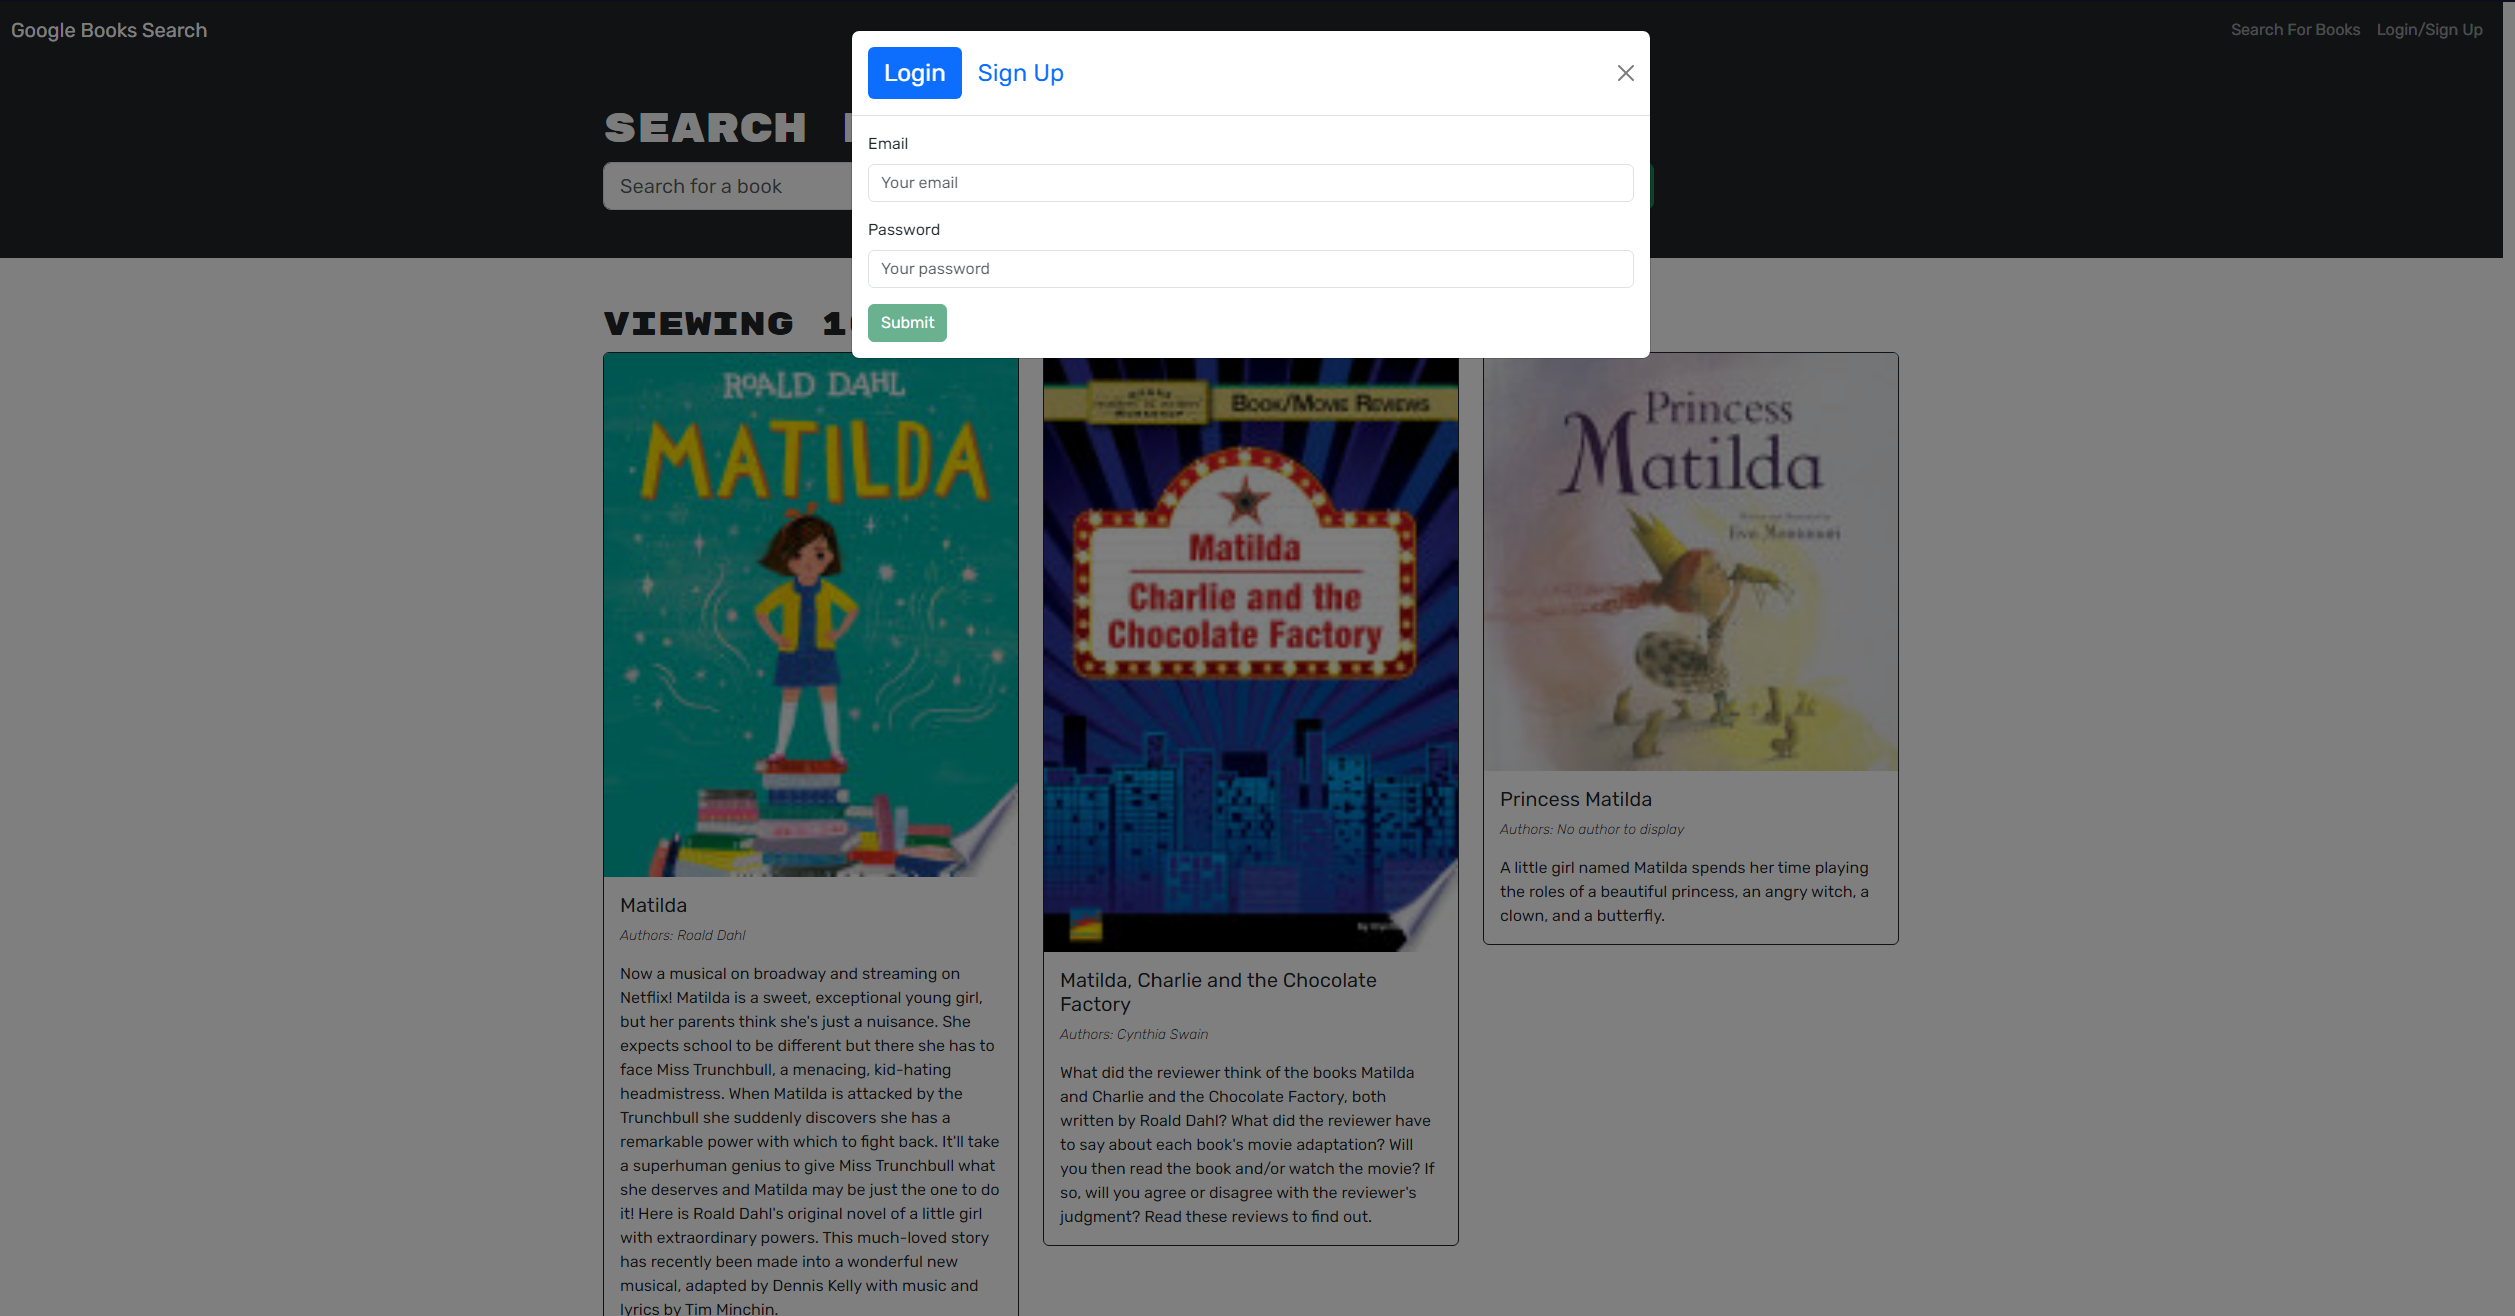 Google Books Search
Search For Books
Login/Sign Up
Login
Sign Up
Email
Your email
Password
Your password
Submit
SEARCH
Search for a book
VIEWING 1
ROALD DAHL
MATILDA
Matilda
Authors: Roald Dahl
Now a musical on broadway and streaming on
Netflix! Matilda is a sweet, exceptional young girl,
but her parents think she's just a nuisance. She
expects school to be different but there she has to
face Miss Trunchbull, a menacing, kid-hating
headmistress. When Matilda is attacked by the
Trunchbull she suddenly discovers she has a
remarkable power with which to fight back. It'll take
a superhuman genius to give Miss Trunchbull what
she deserves and Matilda may be just the one to do
it! Here is Roald Dahl's original novel of a little girl
with extraordinary powers. This much-loved story
has recently been made into a wonderful new
musical, adapted by Dennis Kelly with music and
lyrics by Tim Minchin.
BOOK/MOVIE REVIEWS
Matilda
Charlie and the
Chocolate Factory
Matilda, Charlie and the Chocolate
Factory
Authors: Cynthia Swain
What did the reviewer think of the books Matilda
and Charlie and the Chocolate Factory, both
written by Roald Dahl? What did the reviewer have
to say about each book's movie adaptation? Will
you then read the book and/or watch the movie? If
so, will you agree or disagree with the reviewer's
judgment? Read these reviews to find out.
Princess
Matilda
Princess Matilda
Authors: No author to display
A little girl named Matilda spends her time playing
the roles of a beautiful princess, an angry witch, a
clown, and a butterfly.